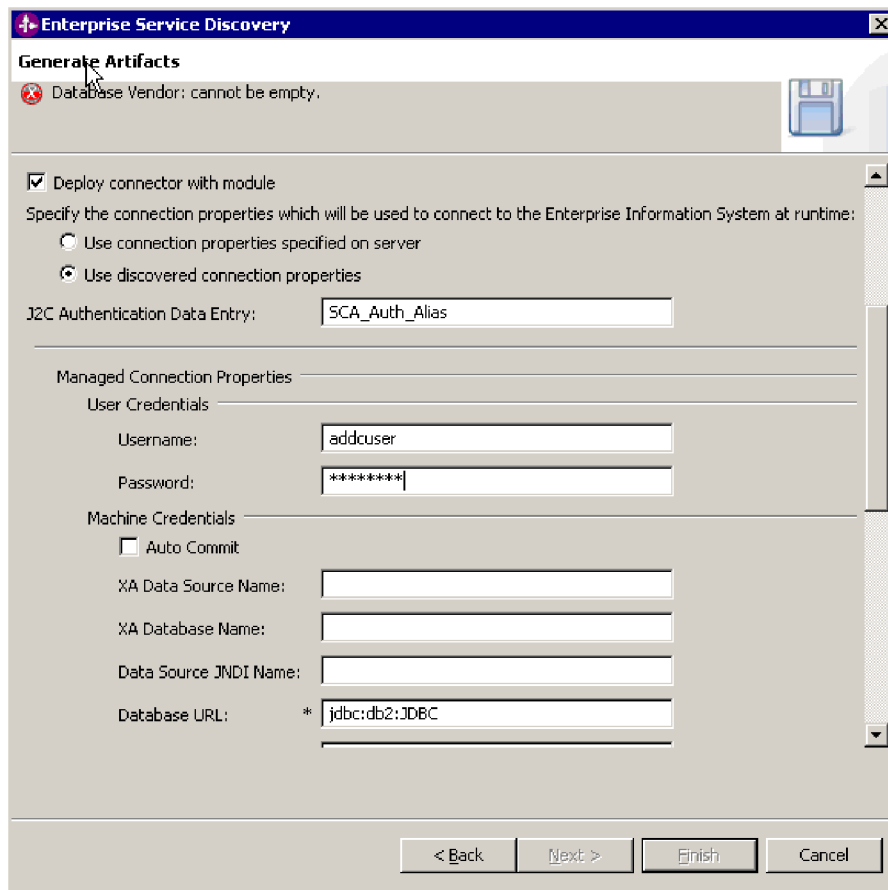 Enterprise Service Discovery
Generate Artifacts
Database Vendor: cannot be empty.
Deploy connector with module
Specify the connection properties which will be used to connect to the Enterprise Information System at runtime:
Use connection properties specified on server
Use discovered connection properties
J2C Authentication Data Entry: SCA_Auth_Alias
Managed Connection Properties
User Credentials
Username: addcuser
Password: ********
Machine Credentials
Auto Commit
XA Data Source Name:
XA Database Name:
Data Source JNDI Name:
Database URL: * jdbc:db2:JDBC
< Back Next > Finish Cancel